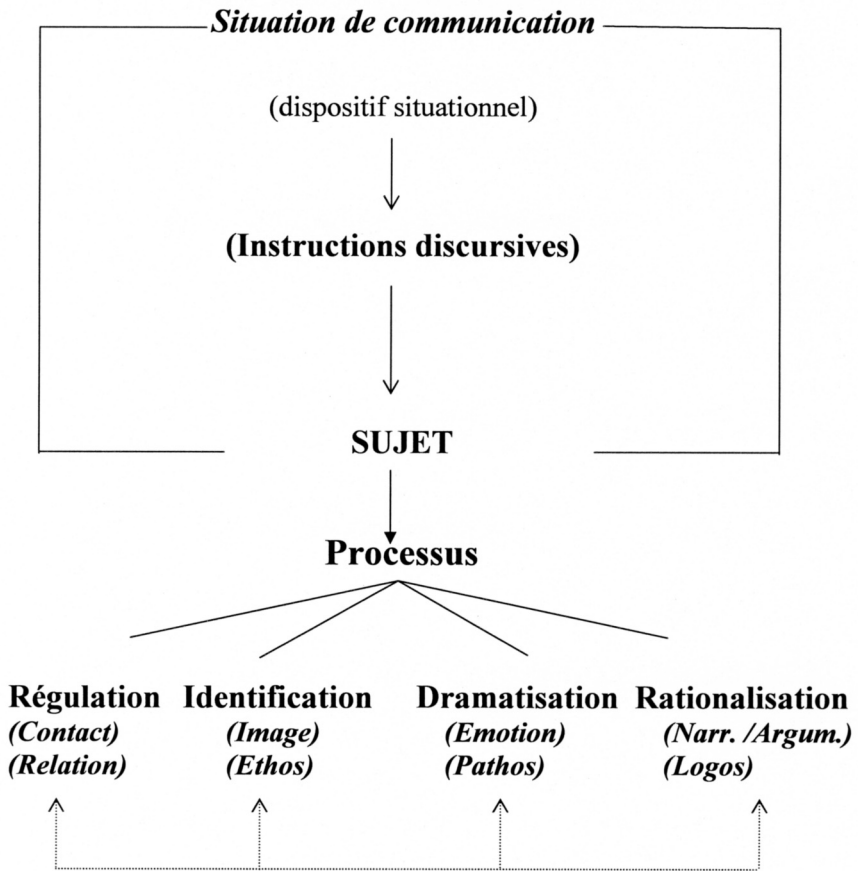 Situation de communication
(dispositif situationnel)
(Instructions discursives)
SUJET
Processus
Régulation Identification Dramatisation Rationalisation
(Contact) (Image) (Emotion) (Narr. /Argum.)
(Relation) (Ethos) (Pathos) (Logos)